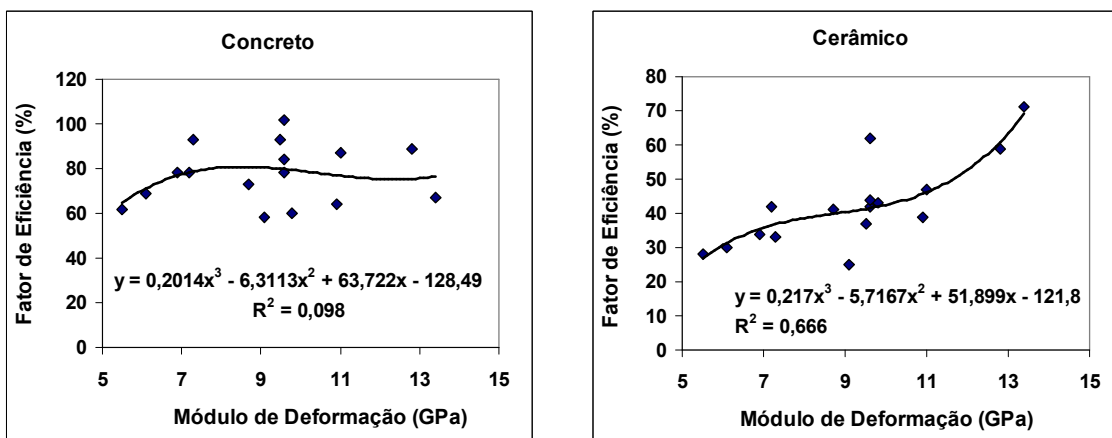 Concreto
Fator de Eficiência (%)
120
100
80
60
40
20
0
y = 0,2014x³ - 6,3113x² + 63,722x - 128,49
R² = 0,098
5 7 9 11 13 15
Módulo de Deformação (GPa)
Cerâmico
Fator de Eficiência (%)
80
70
60
50
40
30
20
10
0
y = 0,217x³ - 5,7167x² + 51,899x - 121,8
R² = 0,666
5 7 9 11 13 15
Módulo de Deformação (GPa)